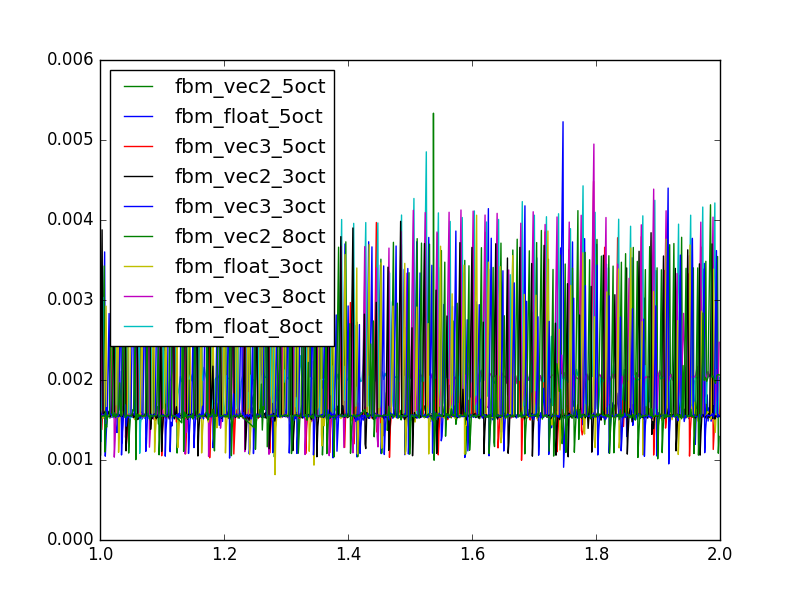 0.006
0.005
0.004
0.003
0.002
0.001
0.000
fbm_vec2_5oct
fbm_float_5oct
fbm_vec3_5oct
fbm_vec2_3oct
fbm_vec3_3oct
fbm_vec2_8oct
fbm_float_3oct
fbm_vec3_8oct
fbm_float_8oct
1.0 1.2 1.4 1.6 1.8 2.0